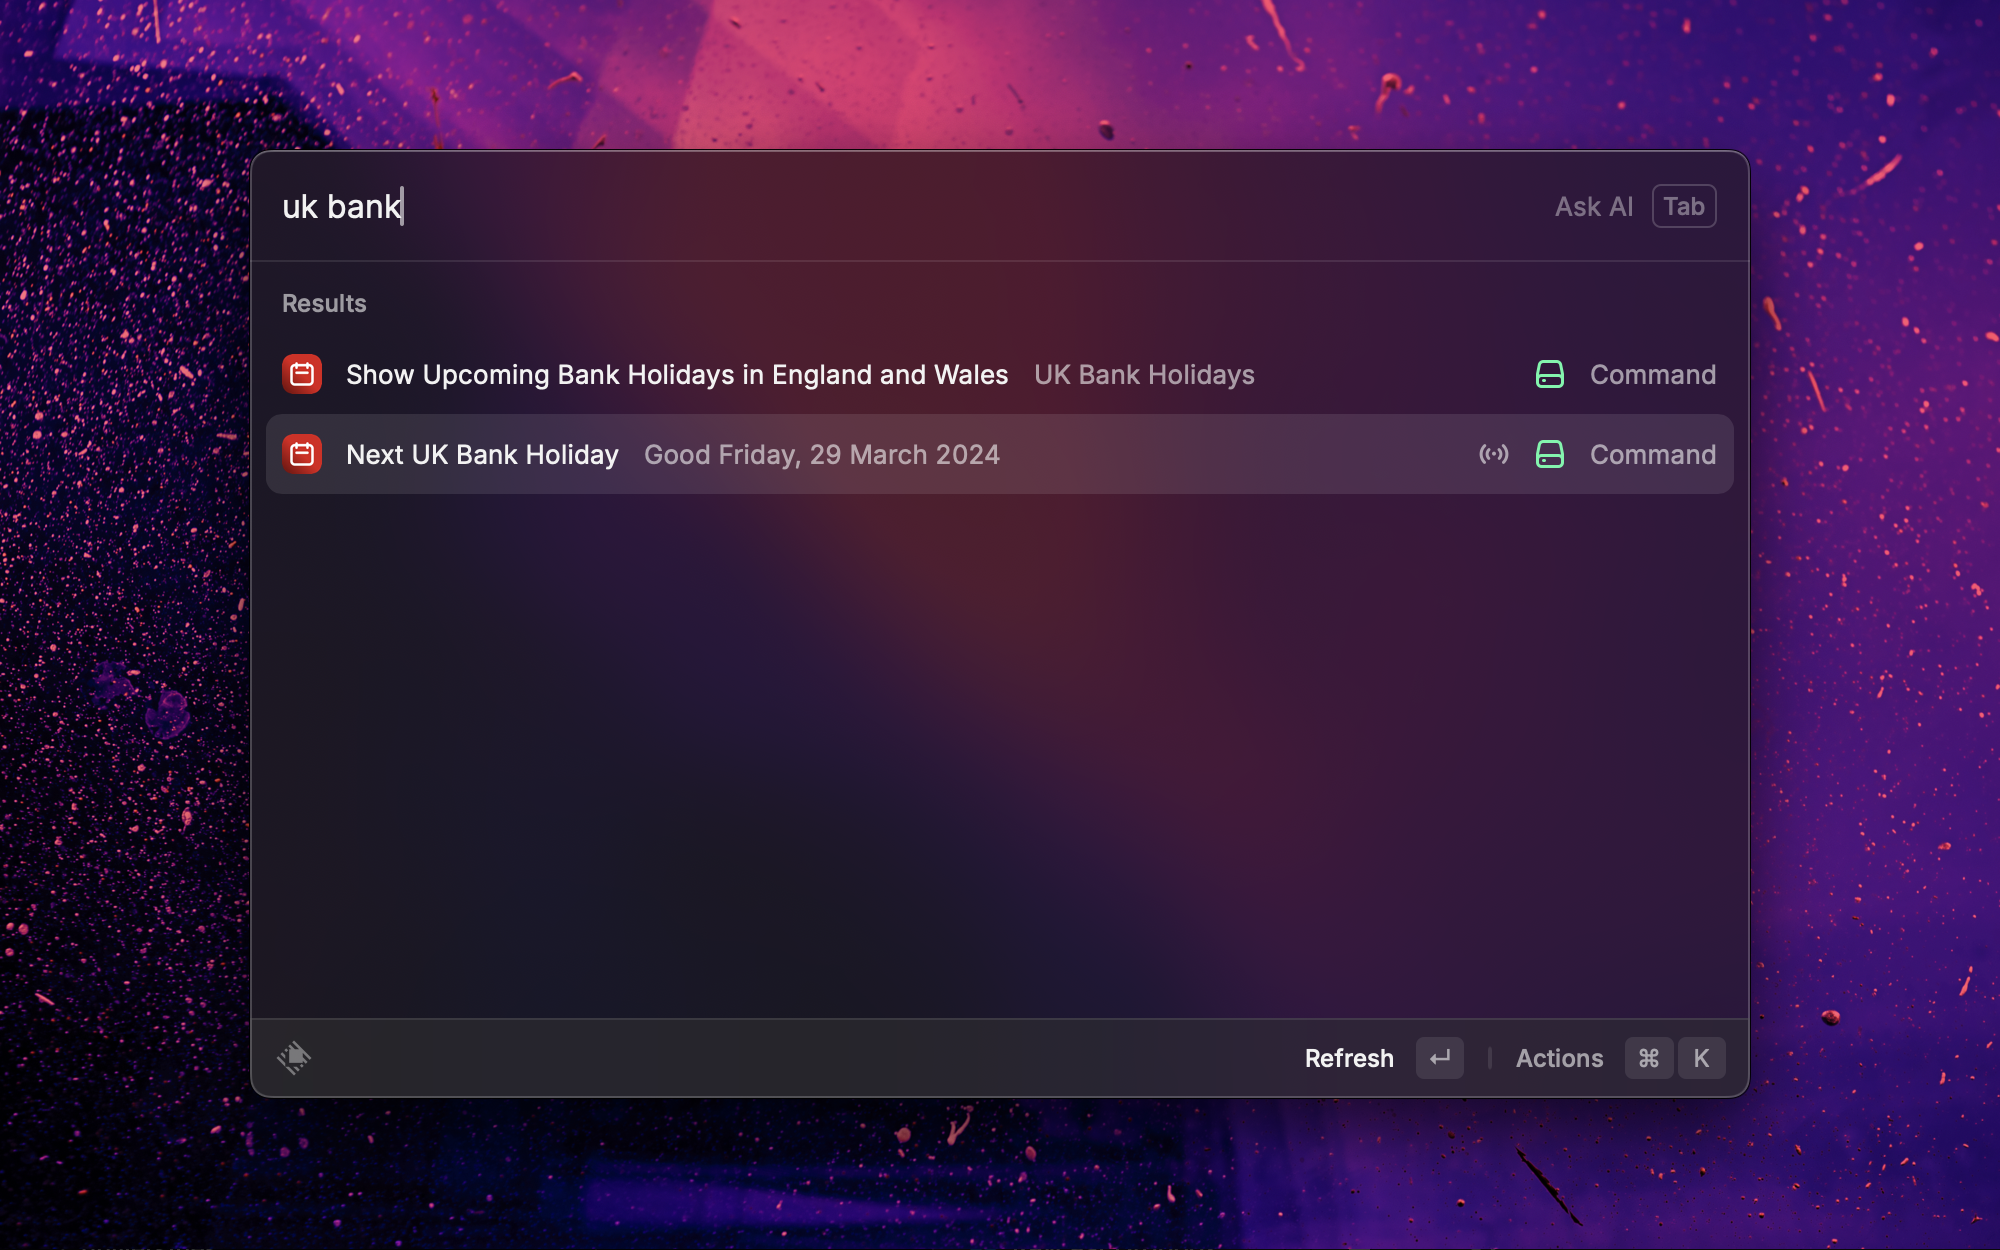 uk bank Ask AI Tab
Results
Show Upcoming Bank Holidays in England and Wales UK Bank Holidays Command
Next UK Bank Holiday Good Friday, 29 March 2024 Command
Refresh ↵ Actions ⌘ K